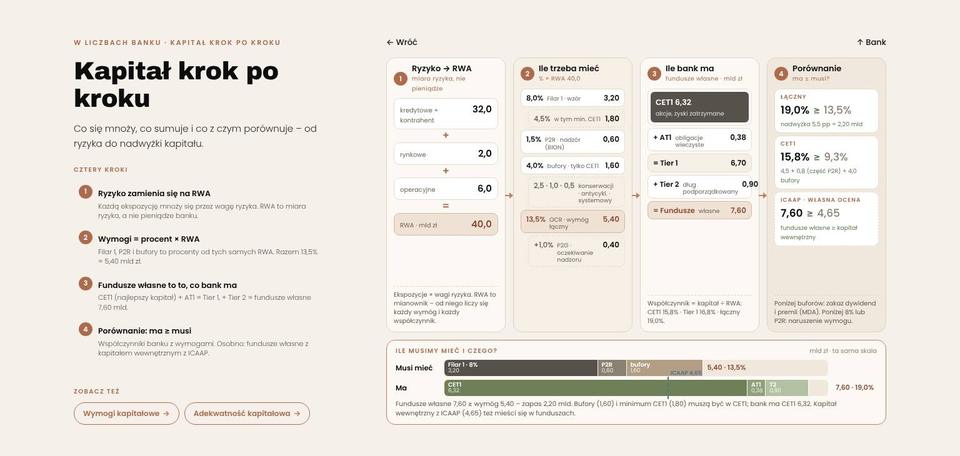 W LICZBACH BANKU · KAPITAŁ KROK PO KROKU
Kapitał krok po
kroku
Co się mnoży, co sumuje i co z czym porównuje – od
ryzyka do nadwyżki kapitału.
CZTERY KROKI
1 Ryzyko zamienia się na RWA
Każdą ekspozycję mnoży się przez wagę ryzyka. RWA to miara
ryzyka, a nie pieniądze banku.
2 Wymogi = procent × RWA
Filar 1, P2R i bufory to procenty od tych samych RWA. Razem 13,5%
= 5,40 mld zł.
3 Fundusze własne to to, co bank ma
CET1 (najlepszy kapitał) + AT1 = Tier 1, + Tier 2 = fundusze własne
7,60 mld.
4 Porównanie: ma ≥ musi
Współczynniki banku z wymogami. Osobno: fundusze własne z
kapitałem wewnętrznym z ICAAP.
ZOBACZ TEŻ
Wymogi kapitałowe →
Adekwatność kapitałowa →
← Wróć
↑ Bank
1 Ryzyko → RWA
miara ryzyka, nie
pieniądze
kredytowe +
kontrahent
32,0
+
rynkowe
2,0
+
operacyjne
6,0
=
RWA · mld zł
40,0
Ekspozycje × wagi ryzyka. RWA to
mianownik – od niego liczy się
każdy wymóg i każdy
współczynnik.
2 Ile trzeba mieć
% × RWA 40,0
8,0% Filar 1 · wzór 3,20
4,5% w tym min. CET1 1,80
1,5% P2R · nadzór
(BION)
0,60
4,0% bufory · tylko CET1 1,60
2,5 · 1,0 · 0,5 konserwacji
· antycykl. ·
systemowy
13,5% OCR · wymóg
łączny
5,40
+1,0% P2G ·
oczekiwanie
nadzoru
0,40
3 Ile bank ma
fundusze własne · mld zł
CET1 6,32
akcje, zyski zatrzymane
+ AT1 obligacje
wieczyste
0,38
= Tier 1 6,70
+ Tier 2 dług
podporządkowany
0,90
= Fundusze własne 7,60
Współczynnik = kapitał ÷ RWA:
CET1 15,8% · Tier 1 16,8% · łączny
19,0%.
4 Porównanie
ma ≥ musi?
ŁĄCZNY
19,0% ≥ 13,5%
nadwyżka 5,5 pp = 2,20 mld
CET1
15,8% ≥ 9,3%
4,5 + 0,8 (część P2R) + 4,0
bufory
ICAAP · WŁASNA OCENA
7,60 ≥ 4,65
fundusze własne ≥ kapitał
wewnętrzny
Poniżej buforów: zakaz dywidend
i premii (MDA). Poniżej 8% lub
P2R: naruszenie wymogu.
ILE MUSIMY MIEĆ I CZEGO?
mld zł · ta sama skala
Musi mieć
Filar 1 · 8%
3,20
P2R
0,60
bufory
1,60
5,40 · 13,5%
ICAAP 4,65
Ma
CET1
6,32
AT1
0,38
T2
0,90
7,60 · 19,0%
Fundusze własne 7,60 ≥ wymóg 5,40 – zapas 2,20 mld. Bufory (1,60) i minimum CET1 (1,80) muszą być w CET1; bank ma CET1 6,32. Kapitał
wewnętrzny z ICAAP (4,65) też mieści się w funduszach.